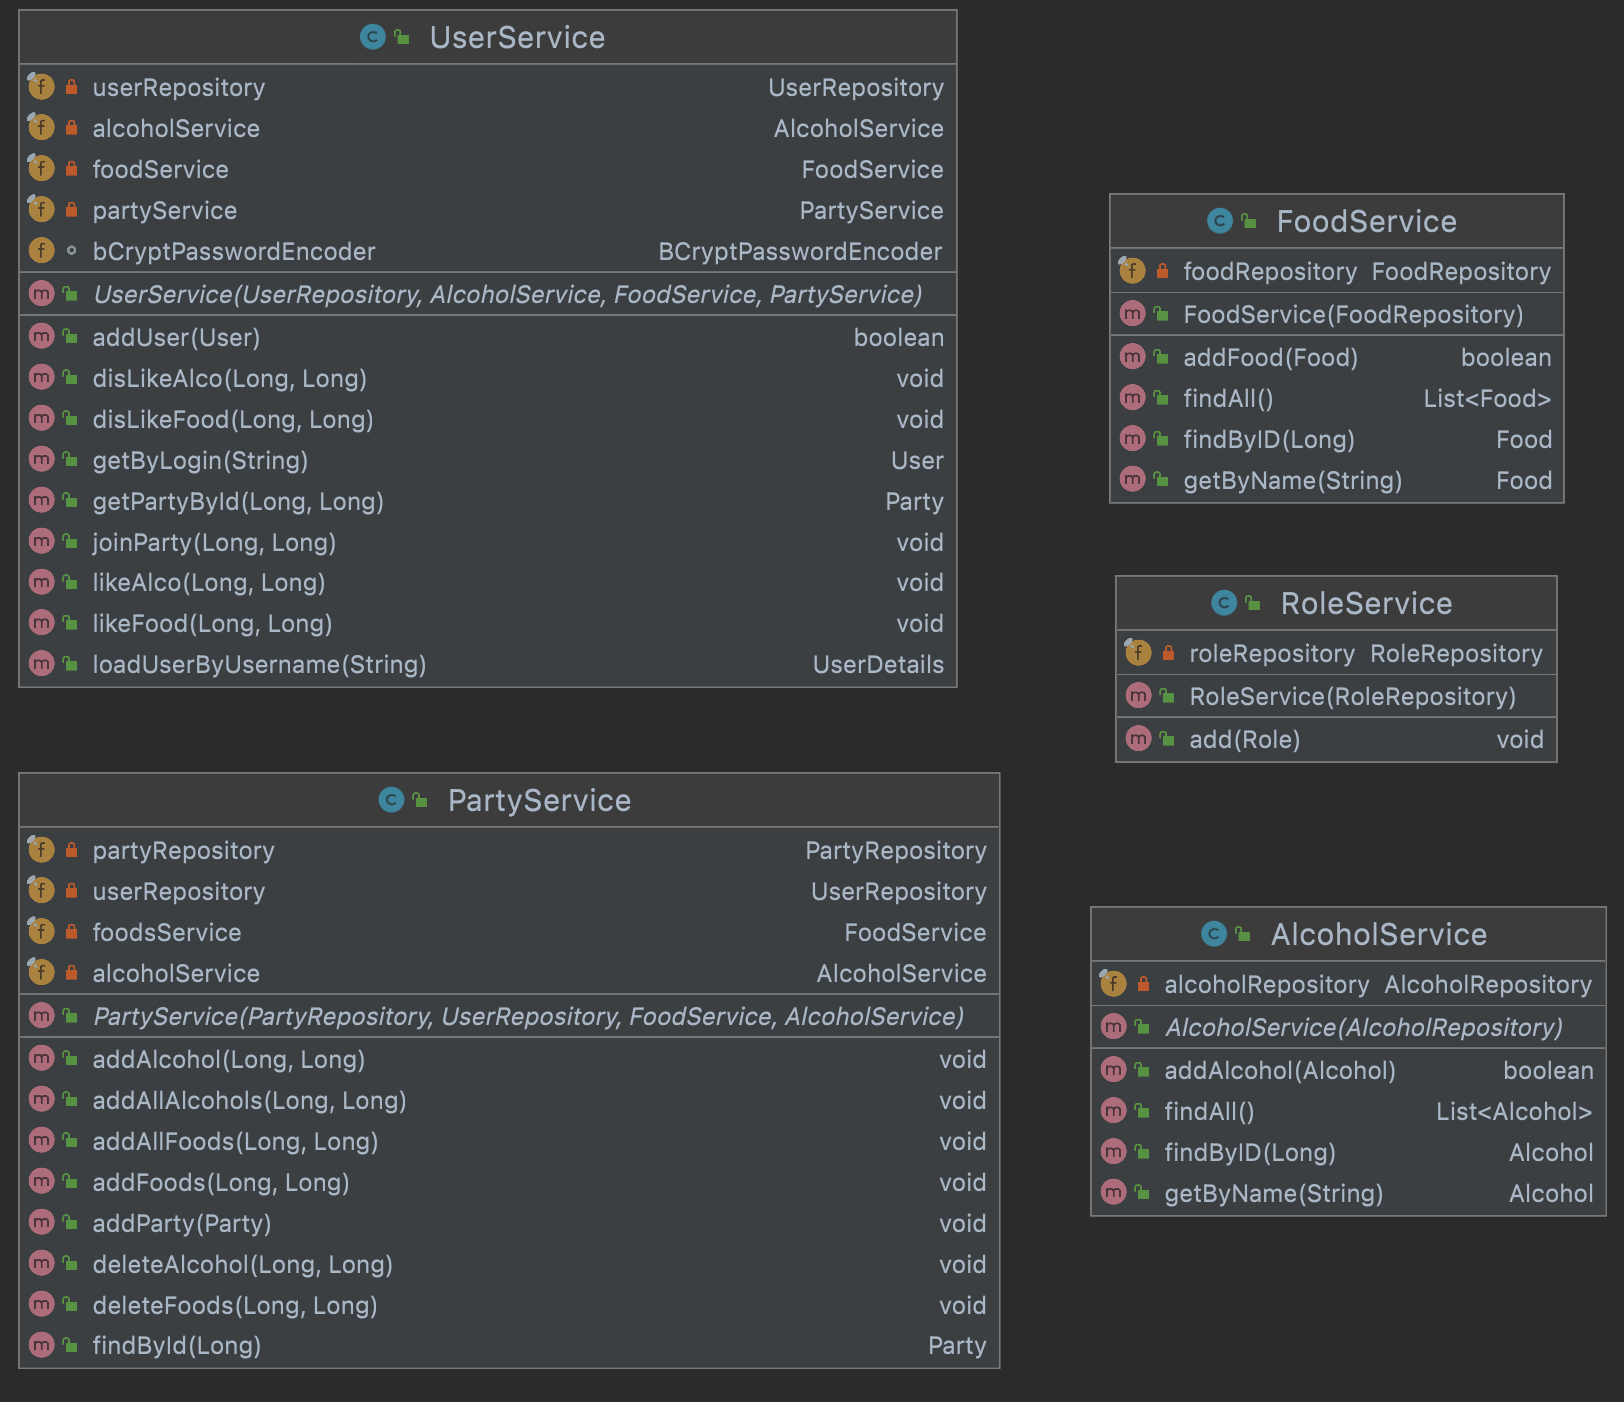 UserService
userRepository UserRepository
alcoholService AlcoholService
foodService FoodService
partyService PartyService
bCryptPasswordEncoder BCryptPasswordEncoder
UserService(UserRepository, AlcoholService, FoodService, PartyService)
addUser(User) boolean
disLikeAlco(Long, Long) void
disLikeFood(Long, Long) void
getByLogin(String) User
getPartyById(Long, Long) Party
joinParty(Long, Long) void
likeAlco(Long, Long) void
likeFood(Long, Long) void
loadUserByUsername(String) UserDetails
FoodService
foodRepository FoodRepository
FoodService(FoodRepository)
addFood(Food) boolean
findAll() List<Food>
findByID(Long) Food
getByName(String) Food
RoleService
roleRepository RoleRepository
RoleService(RoleRepository)
add(Role) void
PartyService
partyRepository PartyRepository
userRepository UserRepository
foodsService FoodService
alcoholService AlcoholService
PartyService(PartyRepository, UserRepository, FoodService, AlcoholService)
addAlcohol(Long, Long) void
addAllAlcohols(Long, Long) void
addAllFoods(Long, Long) void
addFoods(Long, Long) void
addParty(Party) void
deleteAlcohol(Long, Long) void
deleteFoods(Long, Long) void
findById(Long) Party
AlcoholService
alcoholRepository AlcoholRepository
AlcoholService(AlcoholRepository)
addAlcohol(Alcohol) boolean
findAll() List<Alcohol>
findByID(Long) Alcohol
getByName(String) Alcohol